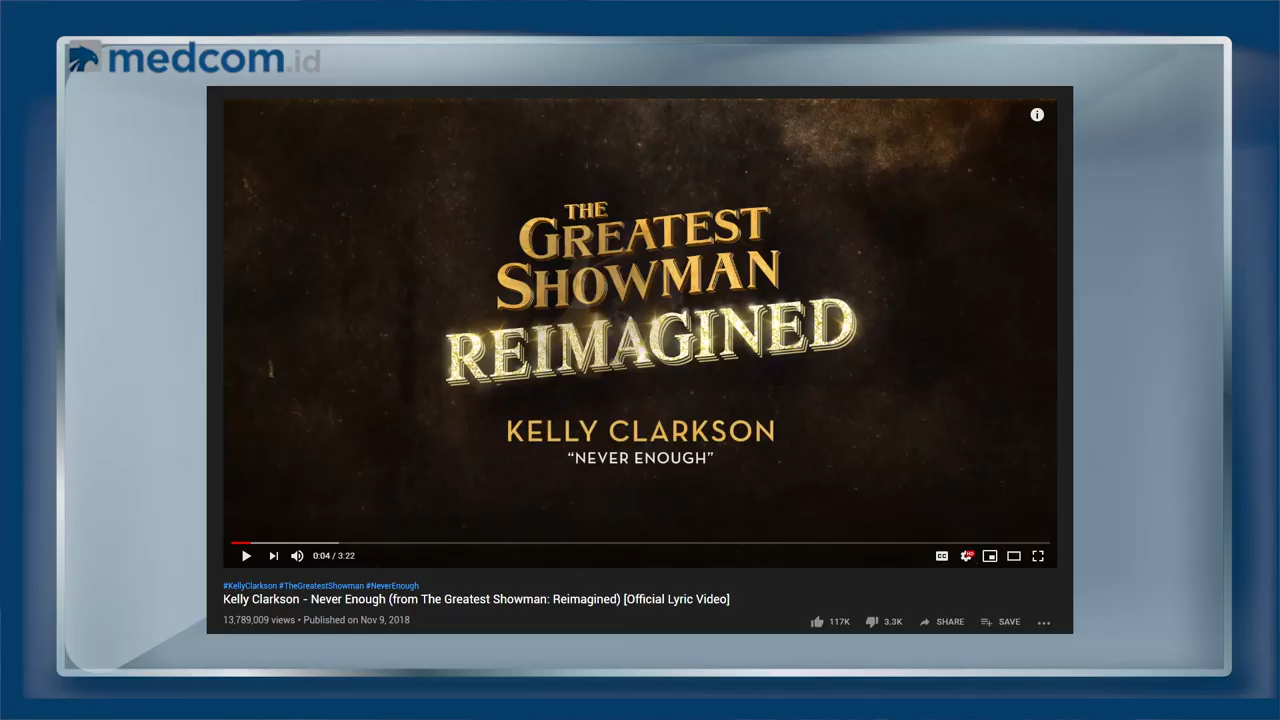 medcom.id
i
THE
GREATEST
SHOWMAN
REIMAGINED
KELLY CLARKSON
“NEVER ENOUGH”
0:04 / 3:22
CC
HD
#KellyClarkson #TheGreatestShowman #NeverEnough
Kelly Clarkson - Never Enough (from The Greatest Showman: Reimagined) [Official Lyric Video]
13,789,009 views • Published on Nov 9, 2018
117K 3.3K SHARE SAVE